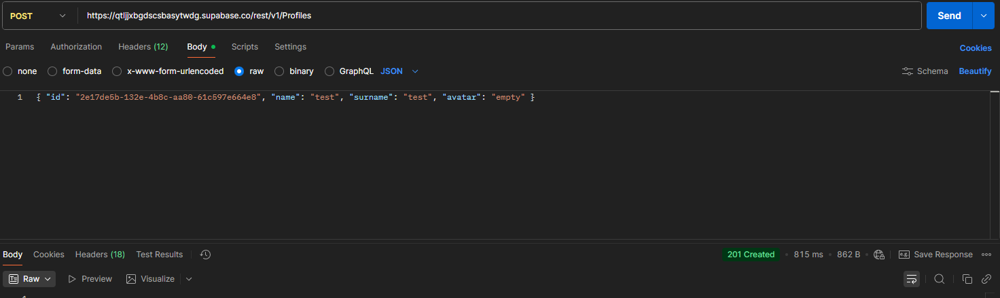 POST https://qtljjxbgdscsbasytwdg.supabase.co/rest/v1/Profiles Send
Params Authorization Headers (12) Body Scripts Settings Cookies
none form-data x-www-form-urlencoded raw binary GraphQL JSON Schema Beautify
1 { "id": "2e17de5b-132e-4b8c-aa80-61c597e664e8", "name": "test", "surname": "test", "avatar": "empty" }
Body Cookies Headers (18) Test Results 201 Created 815 ms 862 B e.g. Save Response
Raw Preview Visualize